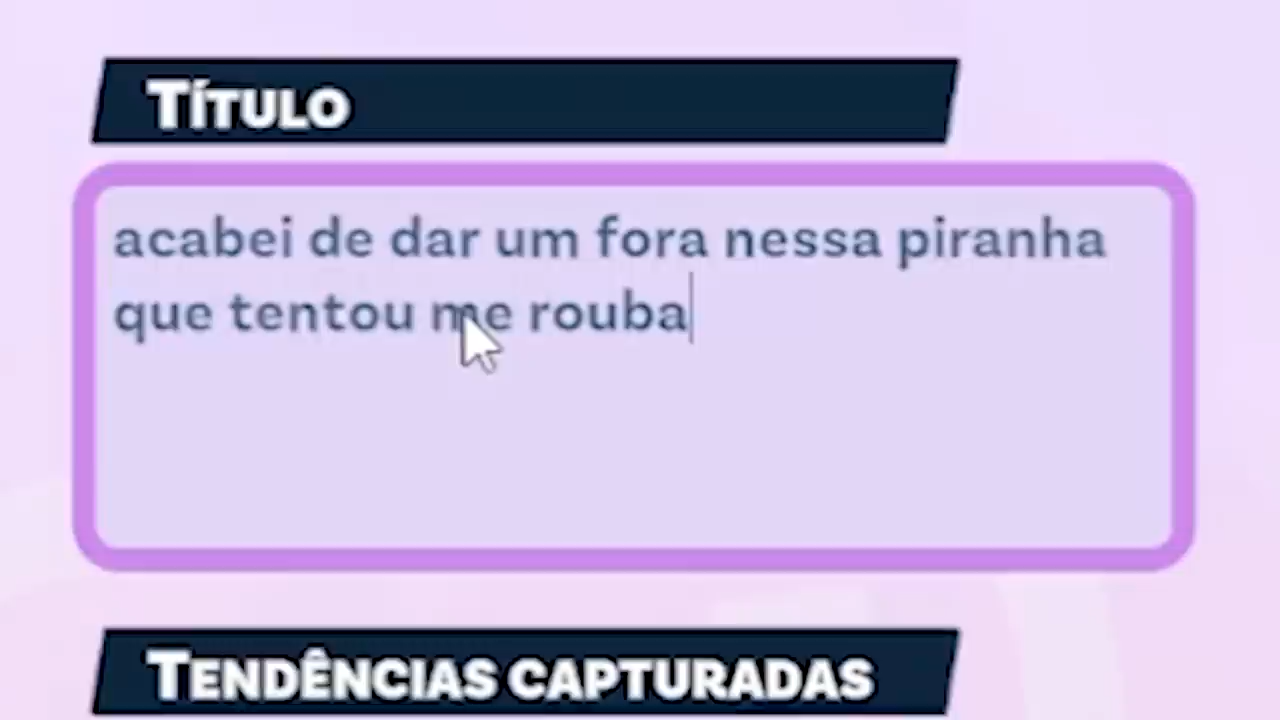 TÍTULO
acabei de dar um fora nessa piranha
que tentou me rouba
TENDÊNCIAS CAPTURADAS